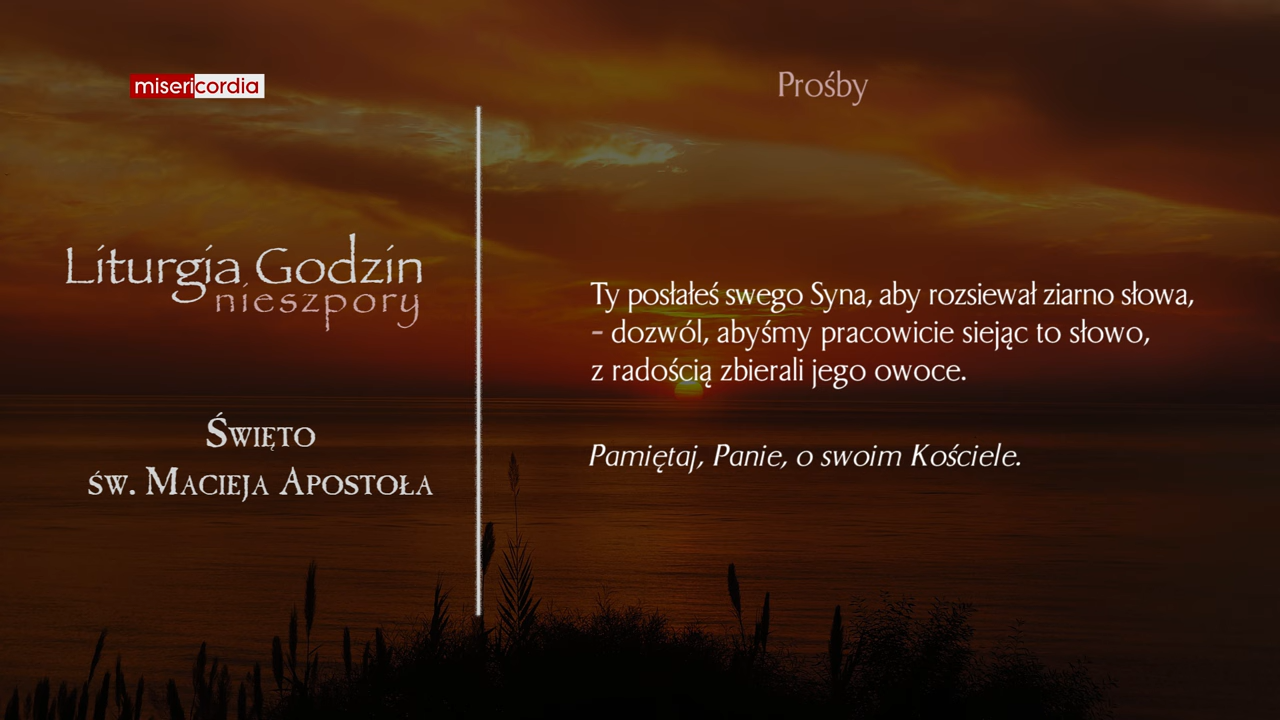 misericordia
Liturgia Godzin
nieszpory
Święto
św. Macieja Apostoła
Prośby
Ty posłałeś swego Syna, aby rozsiewał ziarno słowa,
- dozwól, abyśmy pracowicie siejąc to słowo,
z radością zbierali jego owoce.
Pamiętaj, Panie, o swoim Kościele.